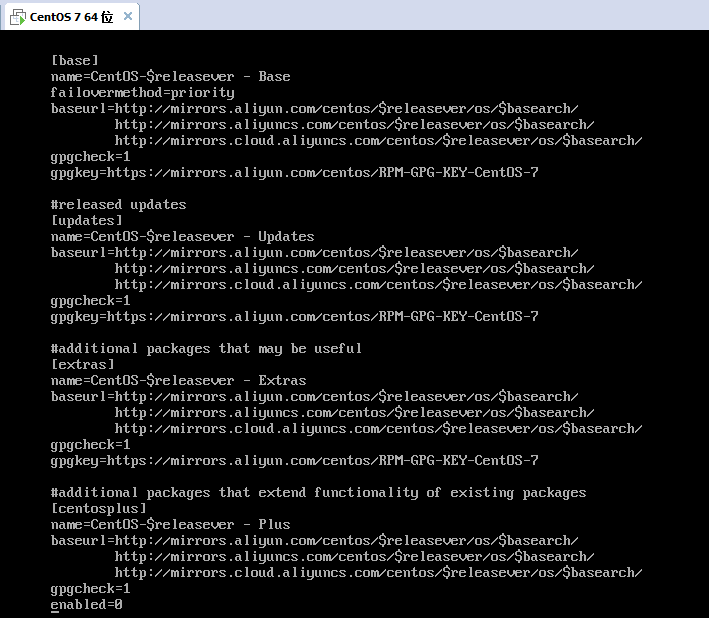 CentOS 7 64 位
[base]
name=CentOS-$releasever - Base
failovermethod=priority
baseurl=http://mirrors.aliyun.com/centos/$releasever/os/$basearch/
http://mirrors.aliyuncs.com/centos/$releasever/os/$basearch/
http://mirrors.cloud.aliyuncs.com/centos/$releasever/os/$basearch/
gpgcheck=1
gpgkey=https://mirrors.aliyun.com/centos/RPM-GPG-KEY-CentOS-7
#released updates
[updates]
name=CentOS-$releasever - Updates
baseurl=http://mirrors.aliyun.com/centos/$releasever/os/$basearch/
http://mirrors.aliyuncs.com/centos/$releasever/os/$basearch/
http://mirrors.cloud.aliyuncs.com/centos/$releasever/os/$basearch/
gpgcheck=1
gpgkey=https://mirrors.aliyun.com/centos/RPM-GPG-KEY-CentOS-7
#additional packages that may be useful
[extras]
name=CentOS-$releasever - Extras
baseurl=http://mirrors.aliyun.com/centos/$releasever/os/$basearch/
http://mirrors.aliyuncs.com/centos/$releasever/os/$basearch/
http://mirrors.cloud.aliyuncs.com/centos/$releasever/os/$basearch/
gpgcheck=1
gpgkey=https://mirrors.aliyun.com/centos/RPM-GPG-KEY-CentOS-7
#additional packages that extend functionality of existing packages
[centosplus]
name=CentOS-$releasever - Plus
baseurl=http://mirrors.aliyun.com/centos/$releasever/os/$basearch/
http://mirrors.aliyuncs.com/centos/$releasever/os/$basearch/
http://mirrors.cloud.aliyuncs.com/centos/$releasever/os/$basearch/
gpgcheck=1
enabled=0